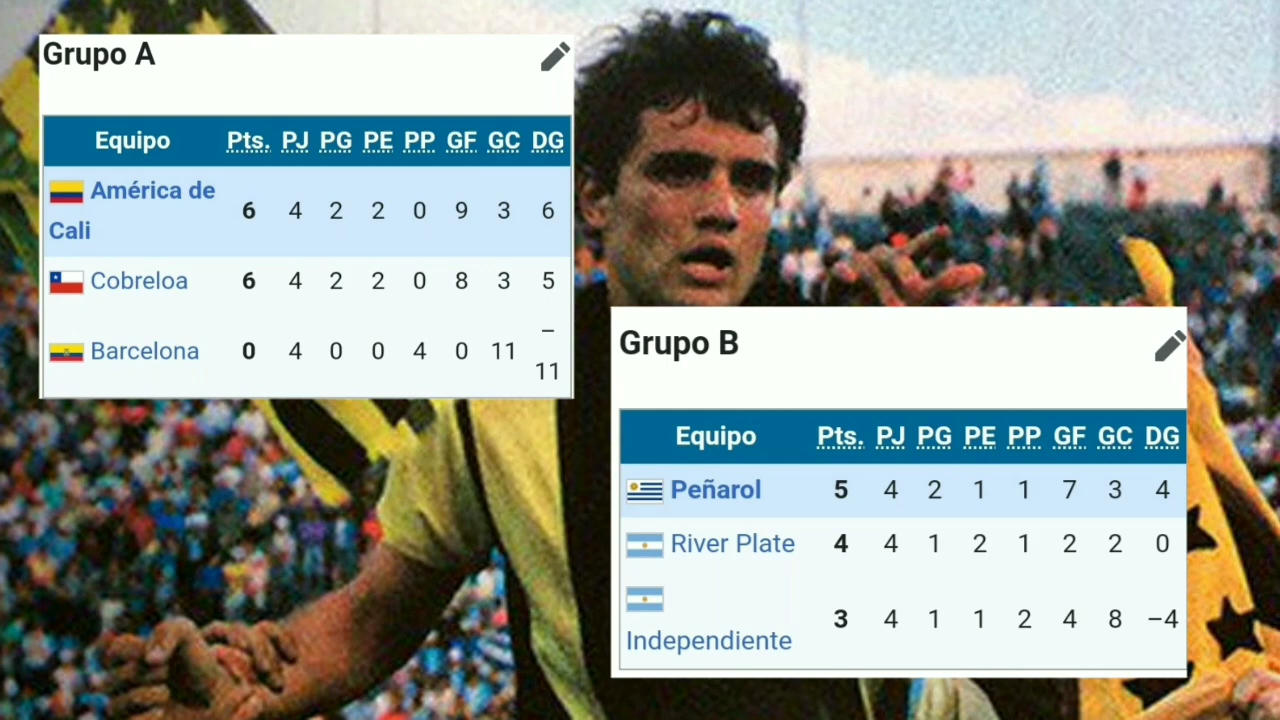 Grupo A
Equipo Pts. PJ PG PE PP GF GC DG
América de
Cali
6 4 2 2 0 9 3 6
Cobreloa 6 4 2 2 0 8 3 5
Barcelona 0 4 0 0 4 0 11 –
11
Grupo B
Equipo Pts. PJ PG PE PP GF GC DG
Peñarol 5 4 2 1 1 7 3 4
River Plate 4 4 1 2 1 2 2 0
Independiente 3 4 1 1 2 4 8 –4